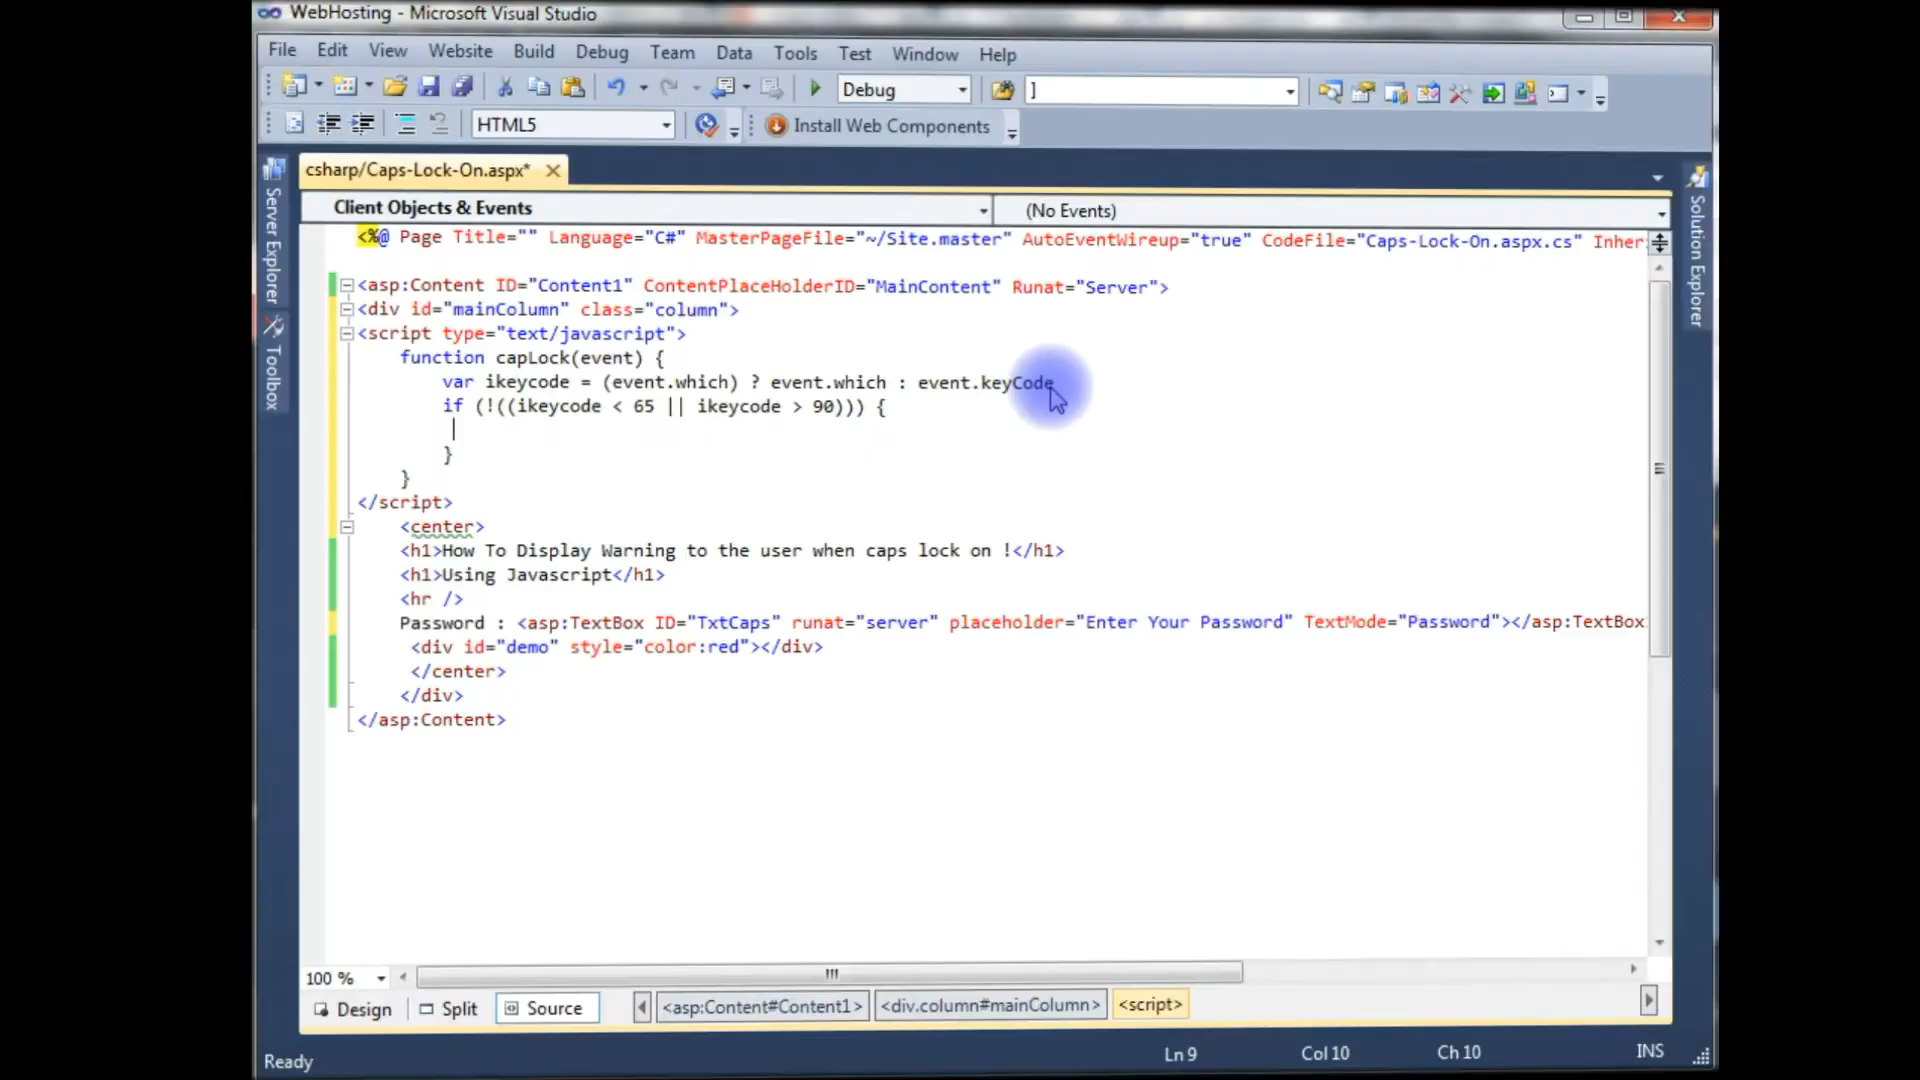 WebHosting - Microsoft Visual Studio
File Edit View Website Build Debug Team Data Tools Test Window Help
Debug ]
HTML5 Install Web Components
csharp/Caps-Lock-On.aspx*
Server Explorer
Toolbox
Solution Explorer
Client Objects & Events (No Events)
<%@ Page Title="" Language="C#" MasterPageFile="~/Site.master" AutoEventWireup="true" CodeFile="Caps-Lock-On.aspx.cs" Inher
<asp:Content ID="Content1" ContentPlaceHolderID="MainContent" Runat="Server">
<div id="mainColumn" class="column">
<script type="text/javascript">
function capLock(event) {
var ikeycode = (event.which) ? event.which : event.keyCode
if (!((ikeycode < 65 || ikeycode > 90))) {
}
}
</script>
<center>
<h1>How To Display Warning to the user when caps lock on !</h1>
<h1>Using Javascript</h1>
<hr />
Password : <asp:TextBox ID="TxtCaps" runat="server" placeholder="Enter Your Password" TextMode="Password"></asp:TextBox
<div id="demo" style="color:red"></div>
</center>
</div>
</asp:Content>
100 %
Design Split Source <asp:Content#Content1> <div.column#mainColumn> <script>
Ready Ln 9 Col 10 Ch 10 INS